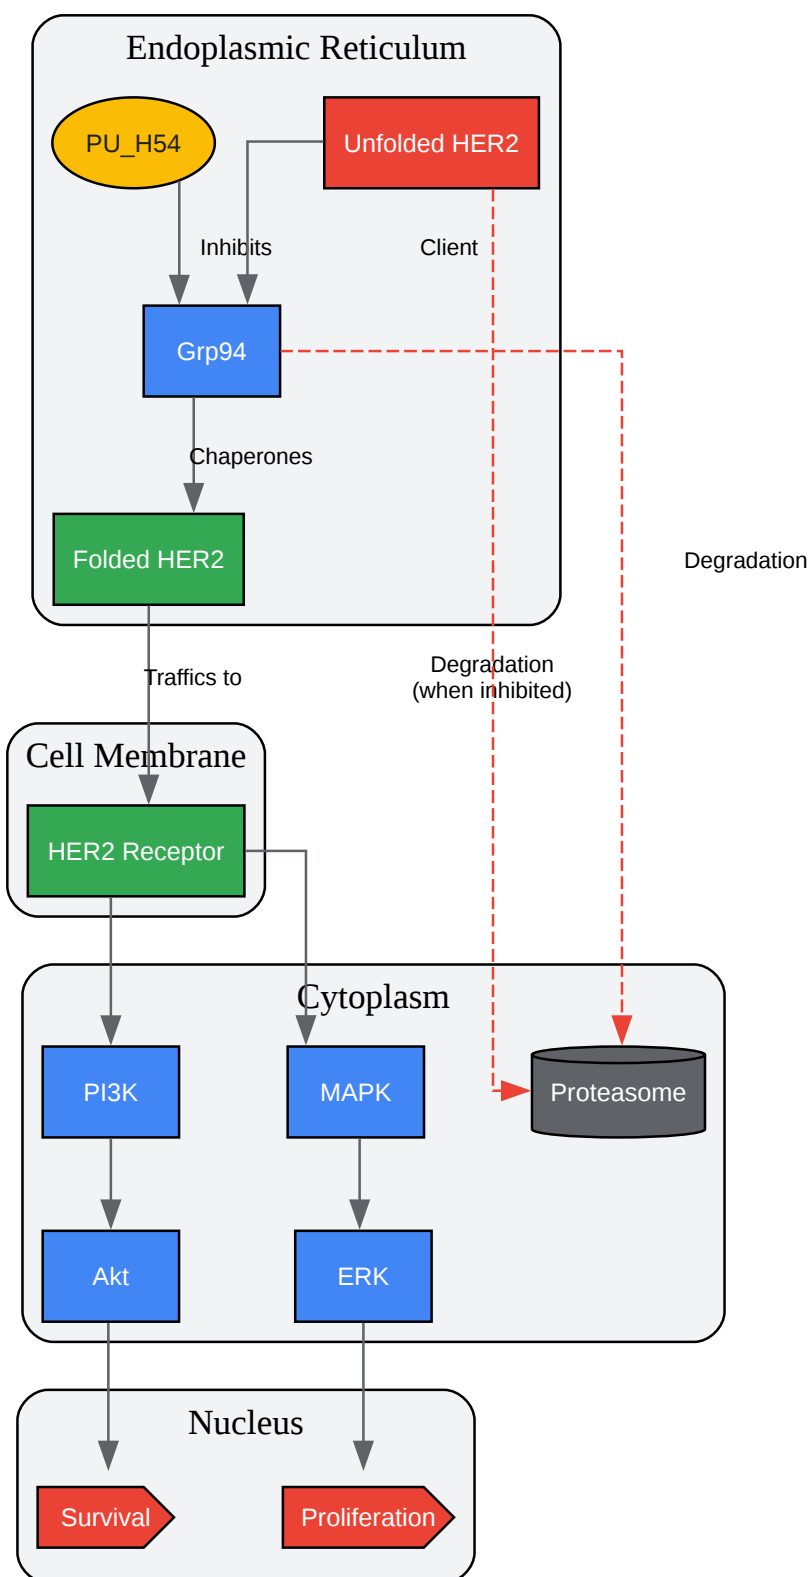 Endoplasmic Reticulum
PU_H54
Unfolded HER2
Inhibits
Client
Grp94
Chaperones
Folded HER2
Degradation
Traffics to
Degradation
(when inhibited)
Cell Membrane
HER2 Receptor
Cytoplasm
PI3K
MAPK
Proteasome
Akt
ERK
Nucleus
Survival
Proliferation